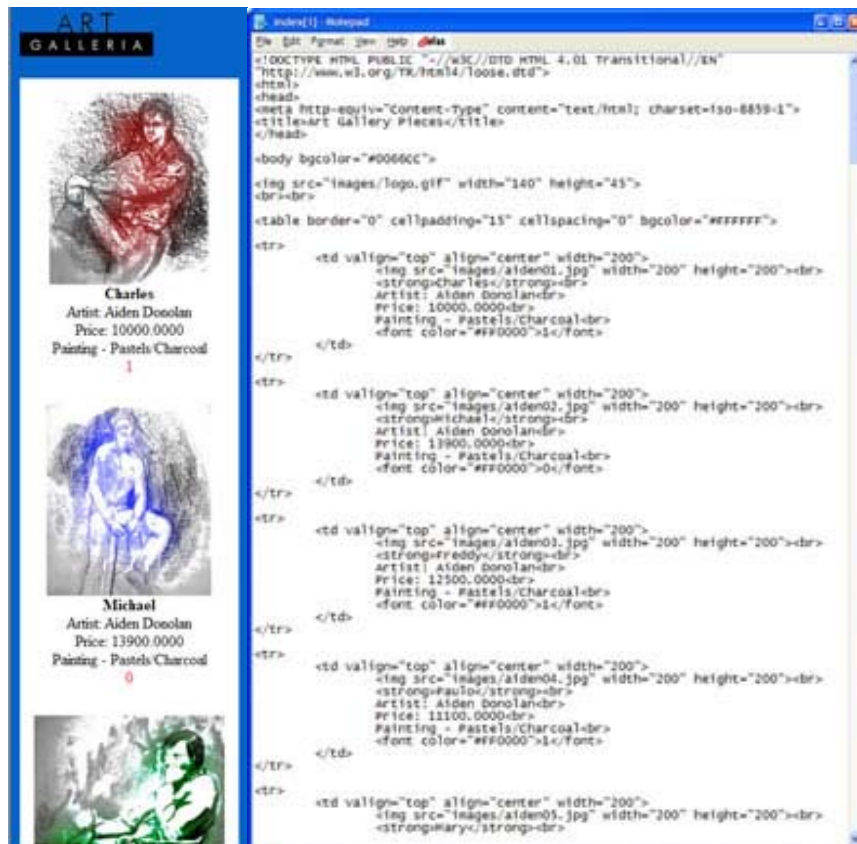 ART
GALLERIA
Charles
Artist: Aiden Donolan
Price: 10000.0000
Painting - Pastels/Charcoal
1
Michael
Artist: Aiden Donolan
Price: 13900.0000
Painting - Pastels/Charcoal
0
index[1] - Notepad
File Edit Format View Help
<!DOCTYPE HTML PUBLIC "-//W3C//DTD HTML 4.01 Transitional//EN"
"http://www.w3.org/TR/html4/loose.dtd">
<html>
<head>
<meta http-equiv="Content-Type" content="text/html; charset=iso-8859-1">
<title>Art Gallery Pieces</title>
</head>
<body bgcolor="#0066CC">
<img src="images/logo.gif" width="140" height="45">
<br><br>
<table border="0" cellpadding="15" cellspacing="0" bgcolor="#FFFFFF">
<tr>
<td valign="top" align="center" width="200">
<img src="images/aiden01.jpg" width="200" height="200"><br>
<strong>Charles</strong><br>
Artist: Aiden Donolan<br>
Price: 10000.0000<br>
Painting - Pastels/Charcoal<br>
<font color="#FF0000">1</font>
</td>
</tr>
<tr>
<td valign="top" align="center" width="200">
<img src="images/aiden02.jpg" width="200" height="200"><br>
<strong>Michael</strong><br>
Artist: Aiden Donolan<br>
Price: 13900.0000<br>
Painting - Pastels/Charcoal<br>
<font color="#FF0000">0</font>
</td>
</tr>
<tr>
<td valign="top" align="center" width="200">
<img src="images/aiden03.jpg" width="200" height="200"><br>
<strong>Freddy</strong><br>
Artist: Aiden Donolan<br>
Price: 12500.0000<br>
Painting - Pastels/Charcoal<br>
<font color="#FF0000">1</font>
</td>
</tr>
<tr>
<td valign="top" align="center" width="200">
<img src="images/aiden04.jpg" width="200" height="200"><br>
<strong>Paulo</strong><br>
Artist: Aiden Donolan<br>
Price: 11100.0000<br>
Painting - Pastels/Charcoal<br>
<font color="#FF0000">1</font>
</td>
</tr>
<tr>
<td valign="top" align="center" width="200">
<img src="images/aiden05.jpg" width="200" height="200"><br>
<strong>Mary</strong><br>